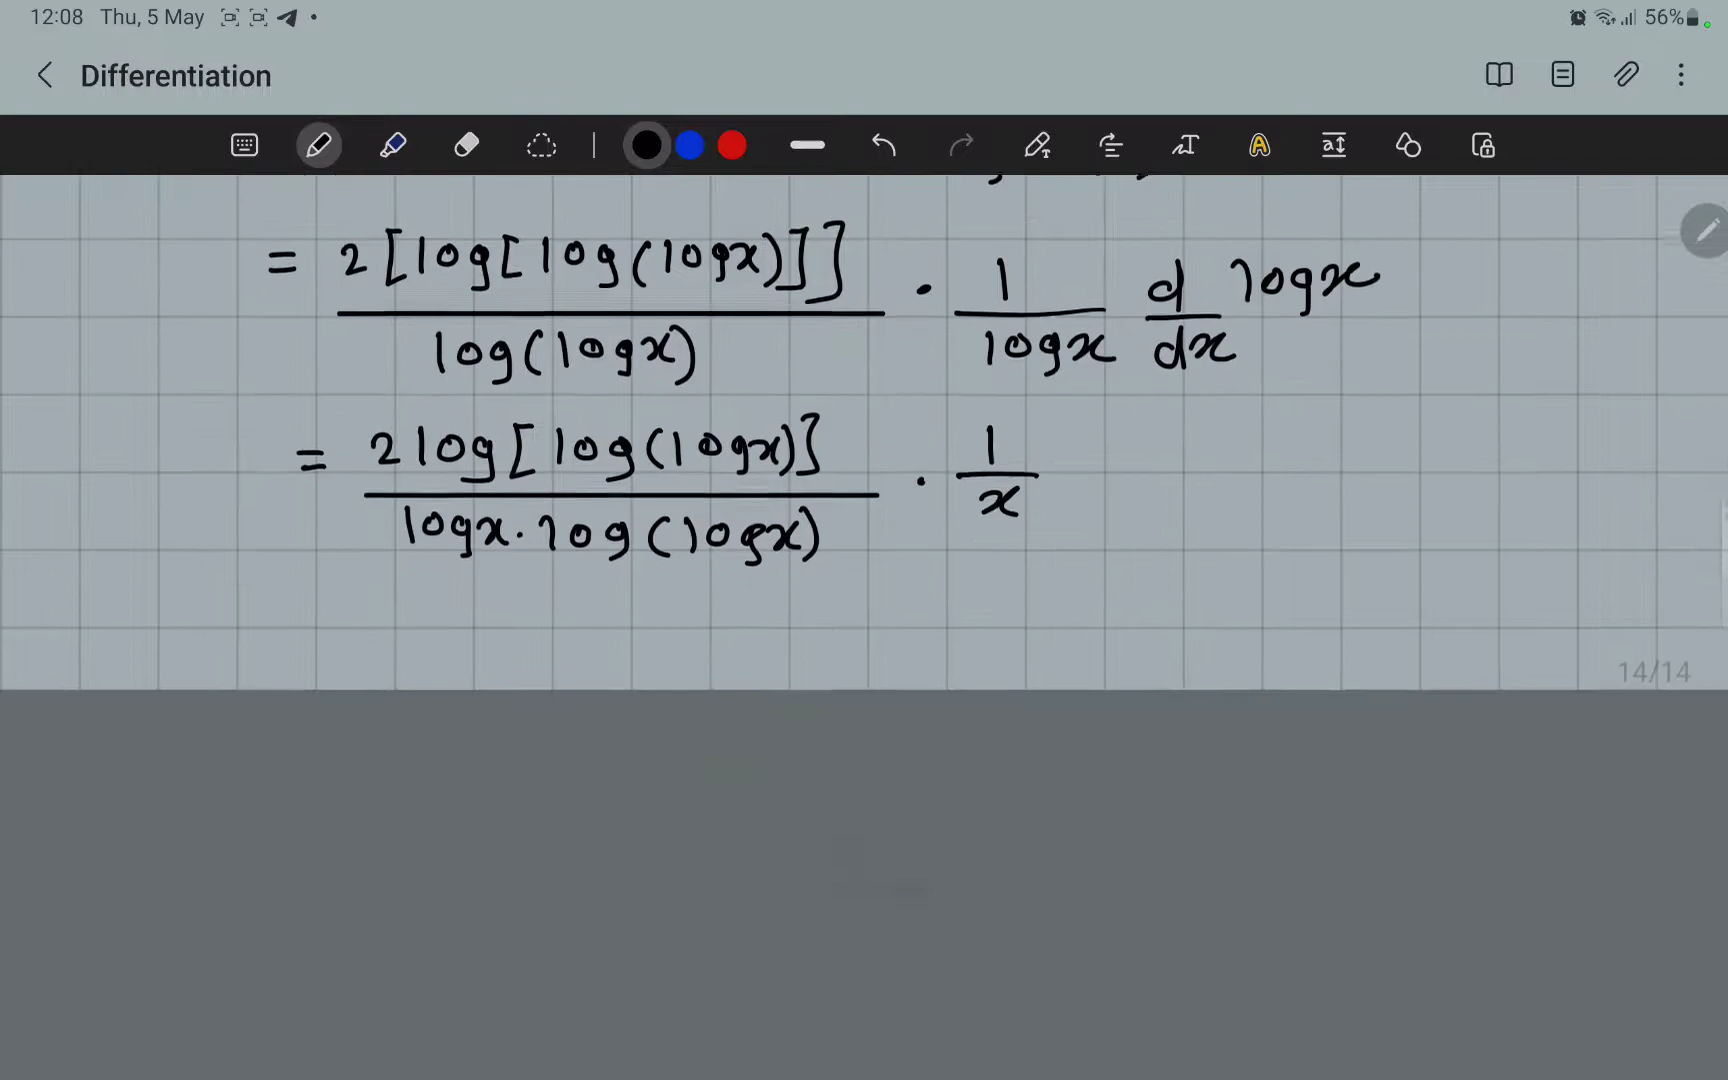 12:08 Thu, 5 May 56%
Differentiation
= 2[log[log(logx)]] / log(logx) · 1/logx d/dx logx
= 2log[log(logx)] / logx·log(logx) · 1/x
14/14